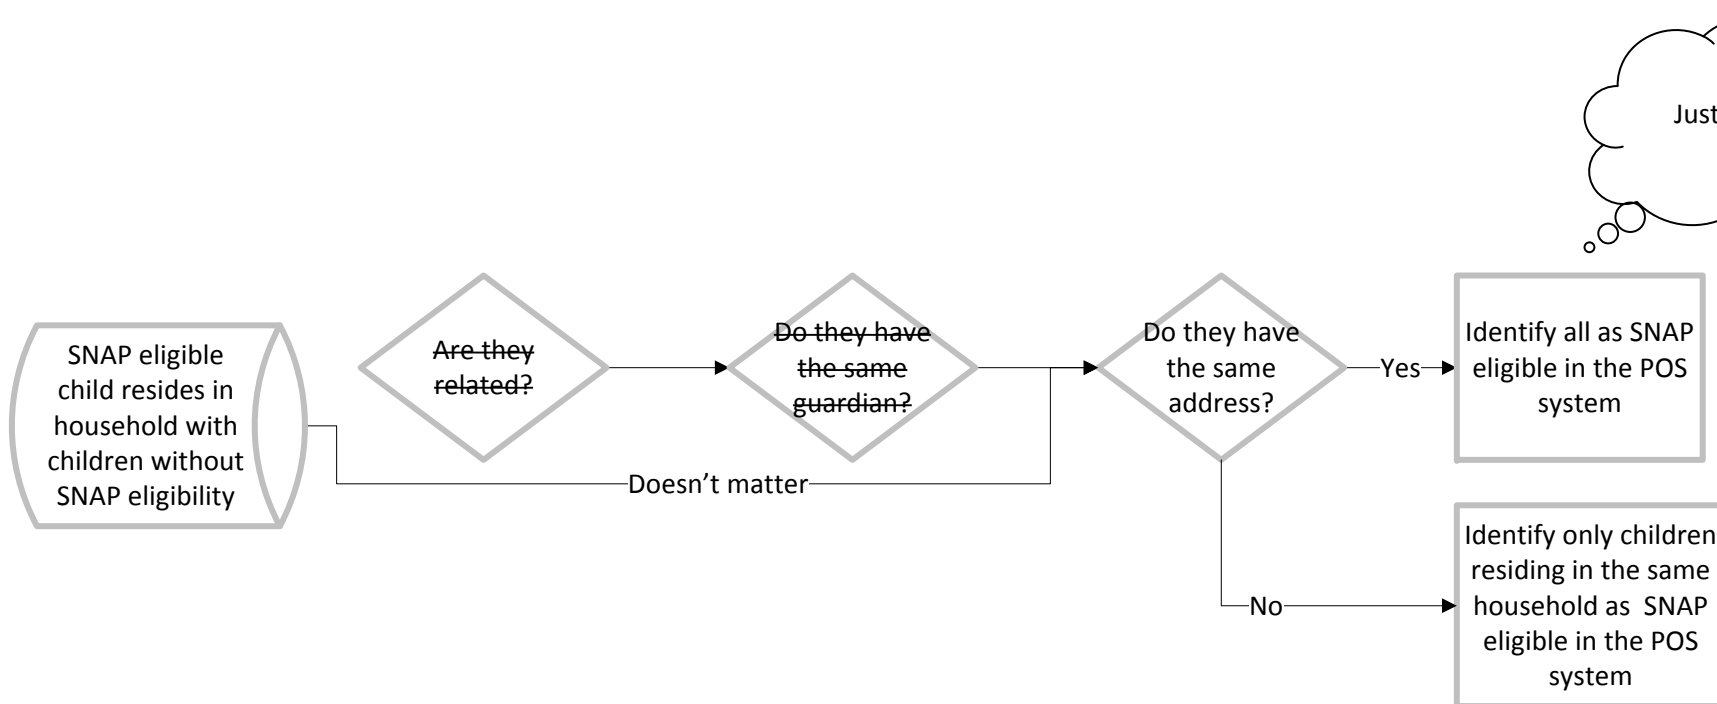 Just
SNAP eligible
child resides in
household with
children without
SNAP eligibility
Are they
related?
Do they have
the same
guardian?
Do they have
the same
address?
Yes
Identify all as SNAP
eligible in the POS
system
Doesn't matter
No
Identify only children
residing in the same
household as  SNAP
eligible in the POS
system